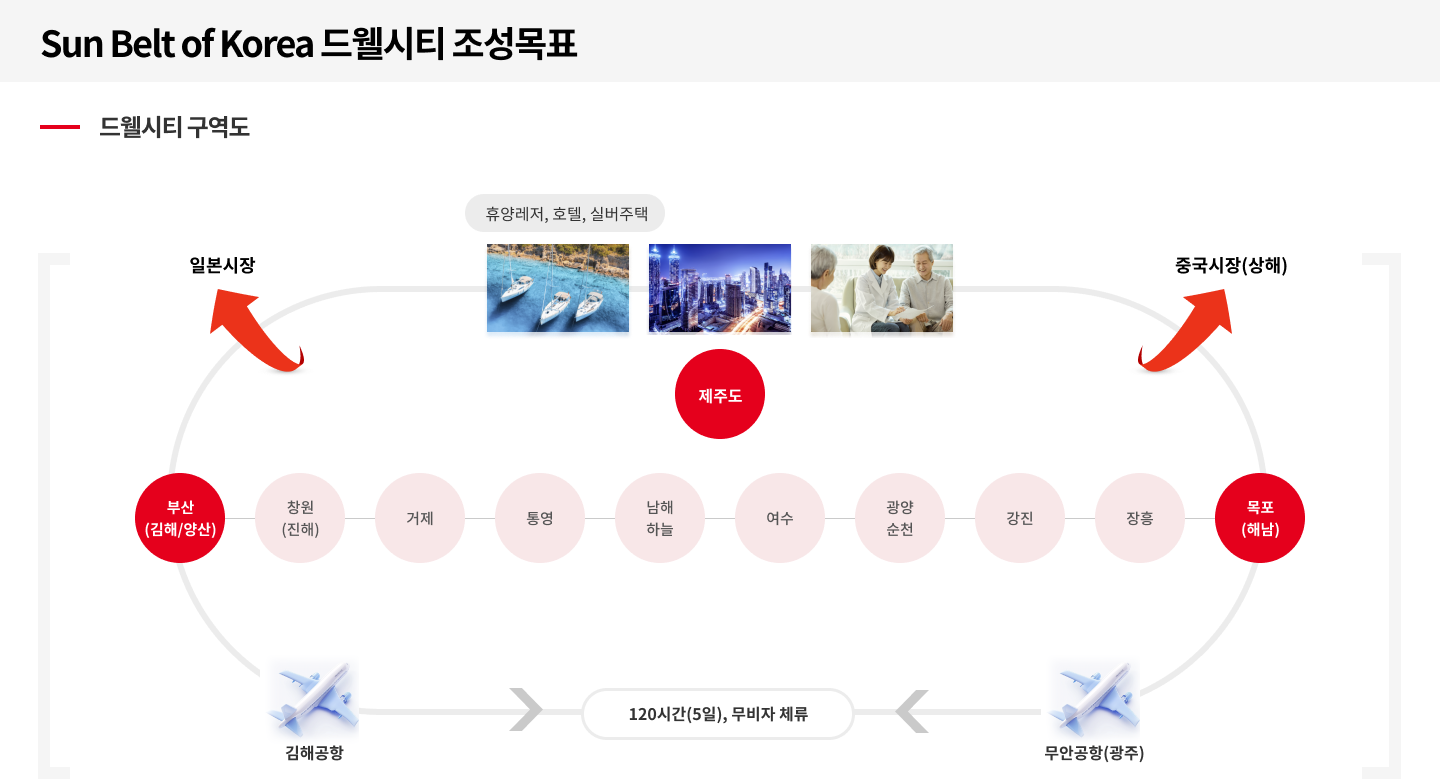 Sun Belt of Korea 드웰시티 조성목표
드웰시티 구역도
휴양레저, 호텔, 실버주택
일본시장
중국시장(상해)
제주도
부산
(김해/양산)
창원
(진해)
거제
통영
남해
하늘
여수
광양
순천
강진
장흥
목포
(해남)
120시간(5일), 무비자 체류
김해공항
무안공항(광주)